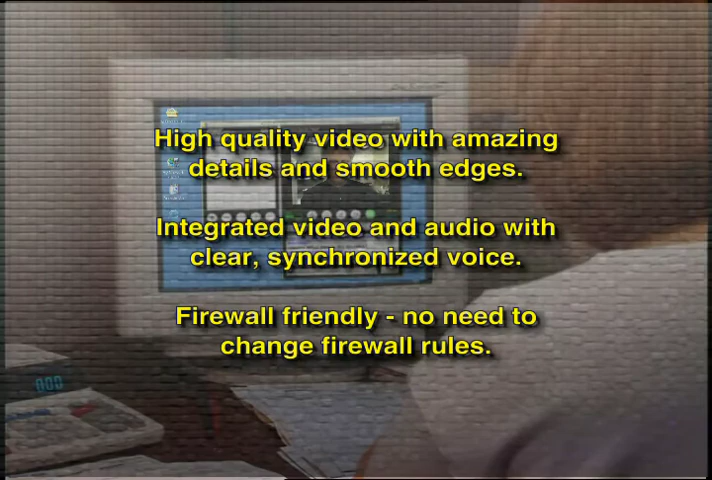 High quality video with amazing
details and smooth edges.
Integrated video and audio with
clear, synchronized voice.
Firewall friendly - no need to
change firewall rules.